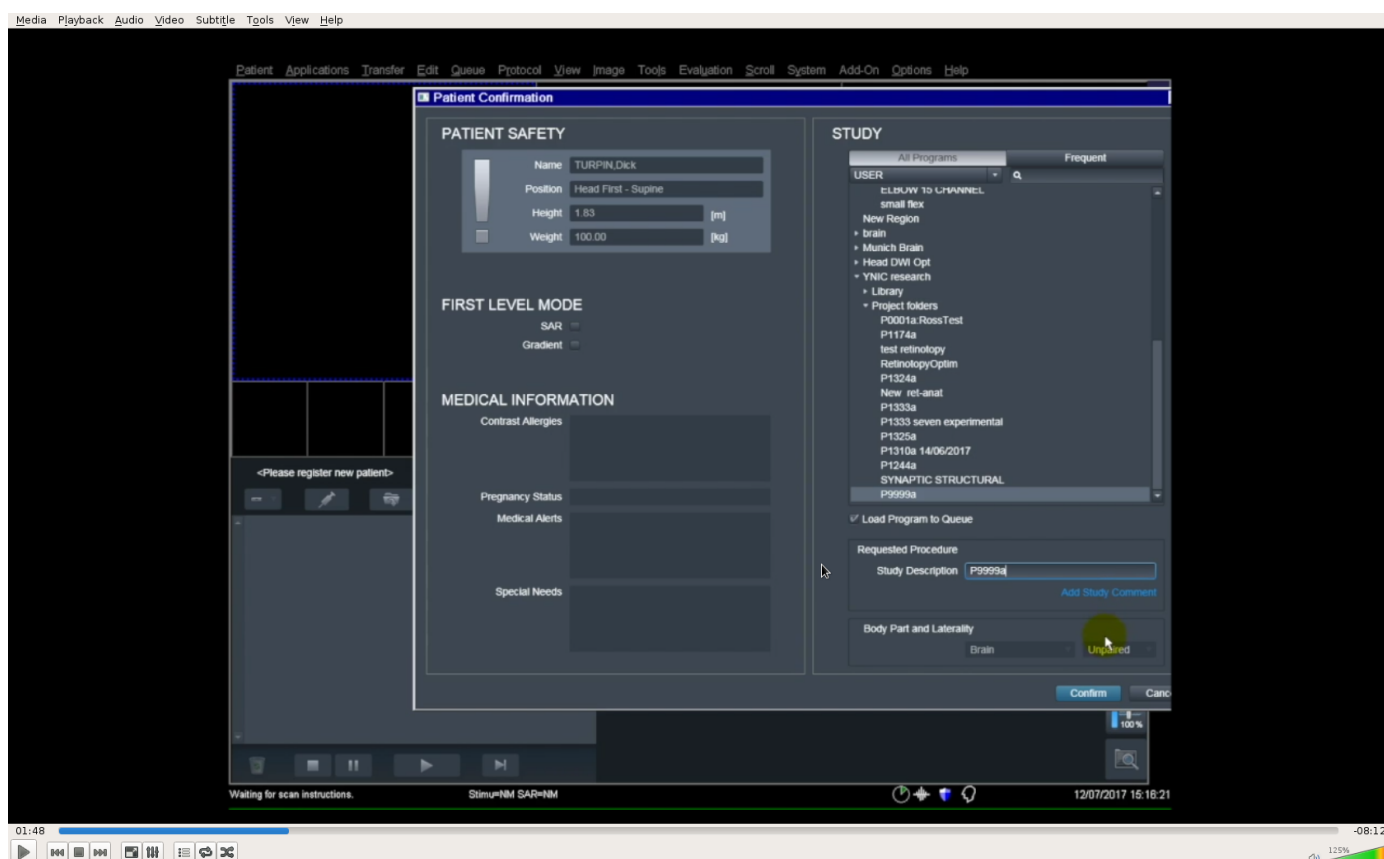 Media Playback Audio Video Subtitle Tools View Help
Patient Applications Transfer Edit Queue Protocol View Image Tools Evaluation Scroll System Add-On Options Help
Patient Confirmation
PATIENT SAFETY
Name TURPIN,Dick
Position Head First - Supine
Height 1.83 [m]
Weight 100.00 [kg]
FIRST LEVEL MODE
SAR
Gradient
MEDICAL INFORMATION
Contrast Allergies
Pregnancy Status
Medical Alerts
Special Needs
STUDY
All Programs Frequent
USER
ELBOW 15 CHANNEL
small flex
New Region
brain
Munich Brain
Head DWI Opt
YNIC research
Library
Project folders
P0001a:RossTest
P1174a
test retinolopy
RetinolopyOptim
P1324a
New ret-anat
P1333a
P1333 seven experimental
P1325a
P1310a 14/06/2017
P1244a
SYNAPTIC STRUCTURAL
P9999a
Load Program to Queue
Requested Procedure
Study Description P9999a
Add Study Comment
Body Part and Laterality
Brain Unpaired
Confirm Canc
<Please register new patient>
100 %
Waiting for scan instructions. Stimu=NM SAR=NM 12/07/2017 15:16:21
01:48 -08:12
125%